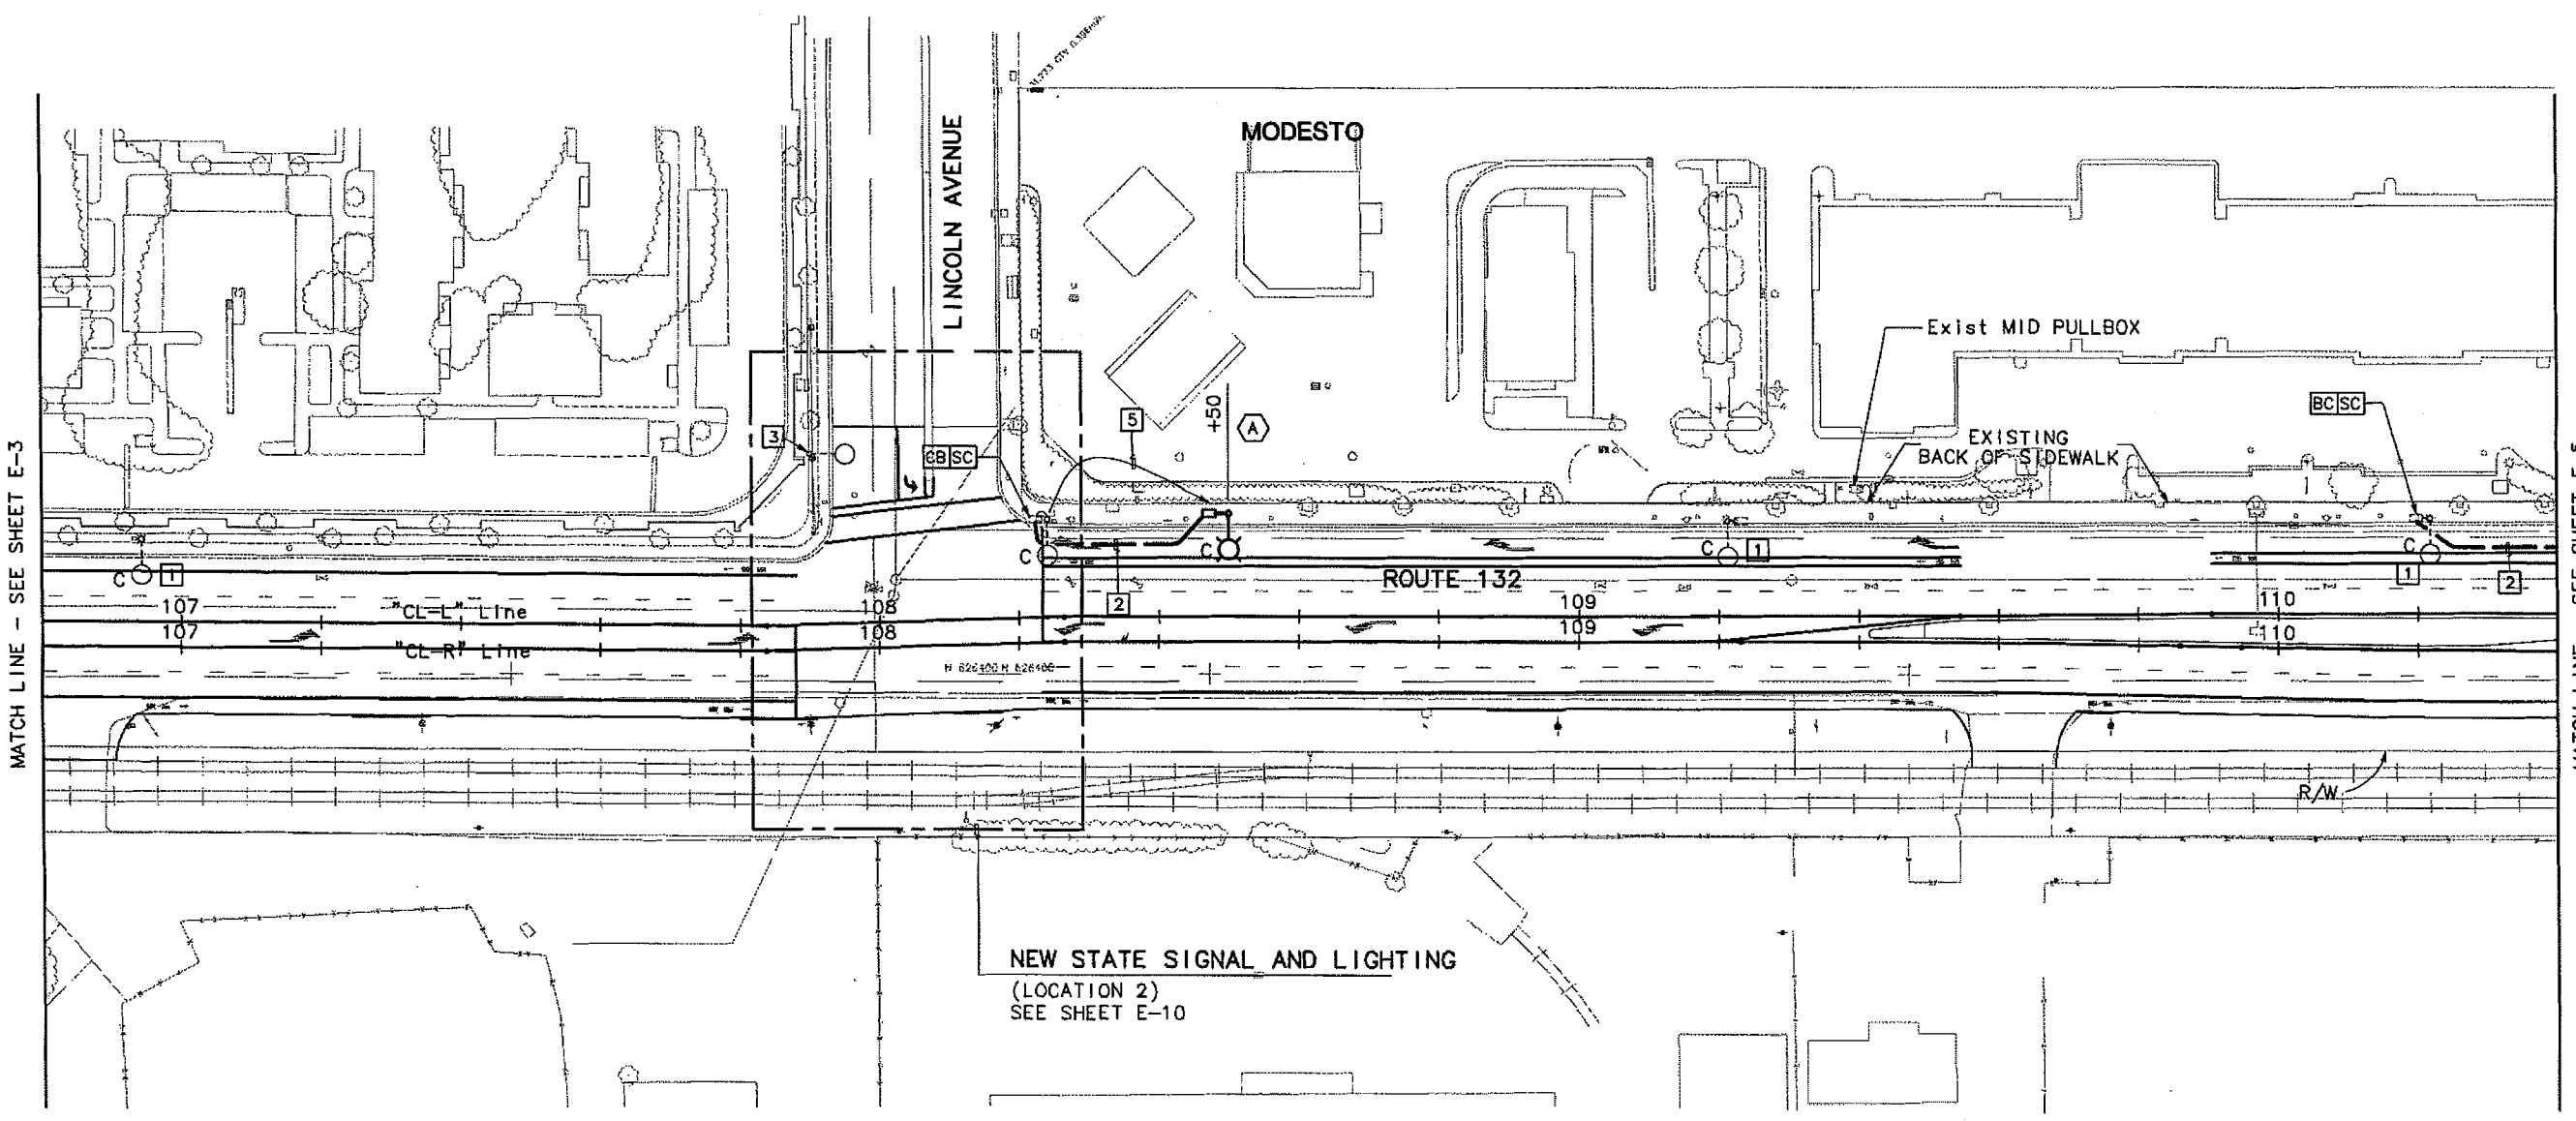 MODESTO
LINCOLN AVENUE
Exist MID PULLBOX
+50
A
5
BC SC
3
EXISTING
BACK OF SIDEWALK
CB SC
MATCH LINE - SEE SHEET E-3
C
1
C
C
C
1
C
1
2
ROUTE 132
2
107
"CL-L" Line
108
109
110
107
"CL-R" Line
108
109
110
R/W
NEW STATE SIGNAL AND LIGHTING
(LOCATION 2)
SEE SHEET E-10